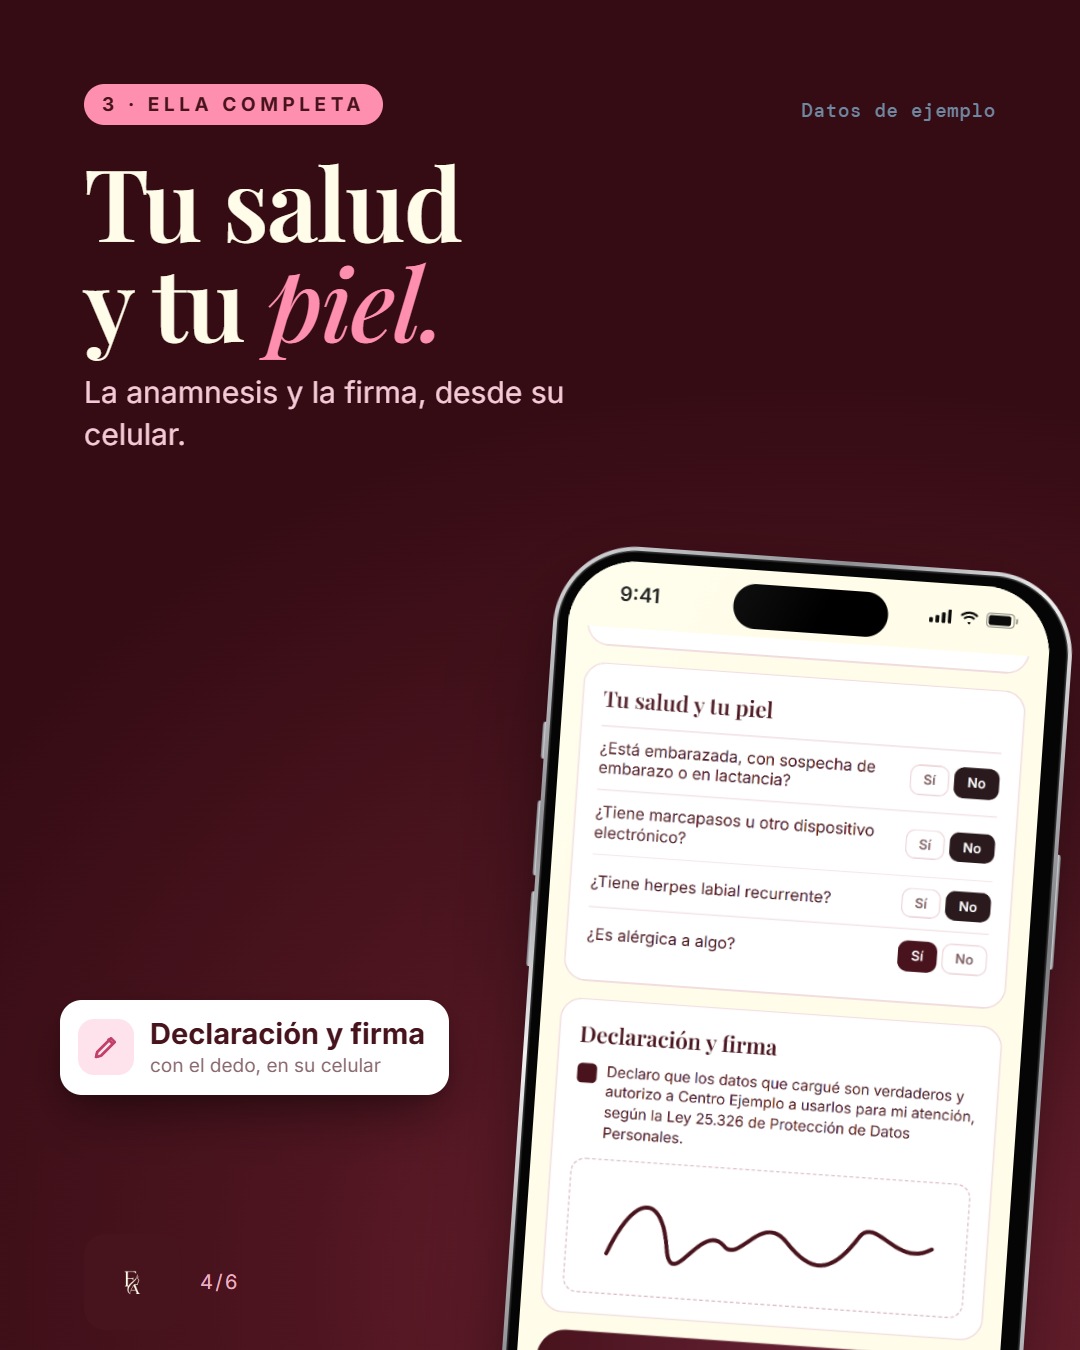 3 · ELLA COMPLETA
Datos de ejemplo
Tu salud
y tu piel.
La anamnesis y la firma, desde su
celular.
9:41
Tu salud y tu piel
¿Está embarazada, con sospecha de
embarazo o en lactancia?
Sí No
¿Tiene marcapasos u otro dispositivo
electrónico?
Sí No
¿Tiene herpes labial recurrente?
Sí No
¿Es alérgica a algo?
Sí No
Declaración y firma
con el dedo, en su celular
Declaración y firma
Declaro que los datos que cargué son verdaderos y
autorizo a Centro Ejemplo a usarlos para mi atención,
según la Ley 25.326 de Protección de Datos
Personales.
4/6